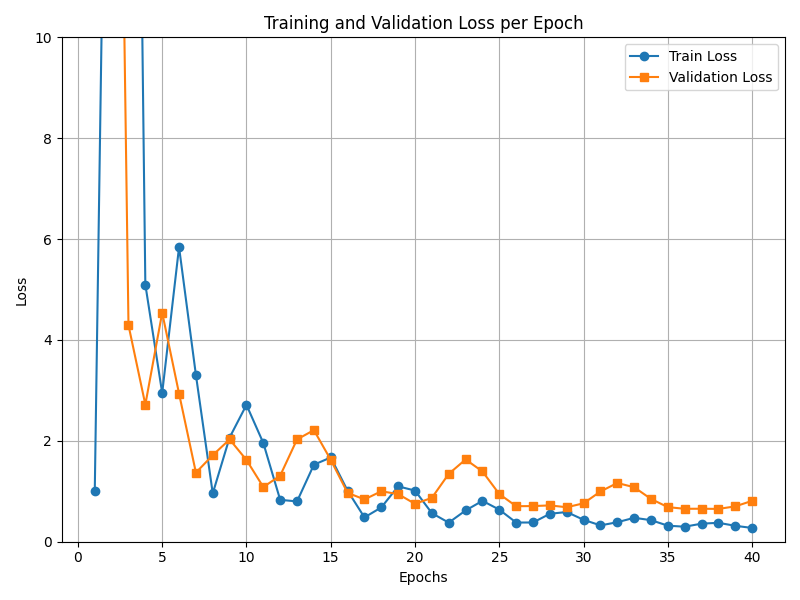 Training and Validation Loss per Epoch
Train Loss
Validation Loss
10
8
6
4
2
0
Loss
0 5 10 15 20 25 30 35 40
Epochs